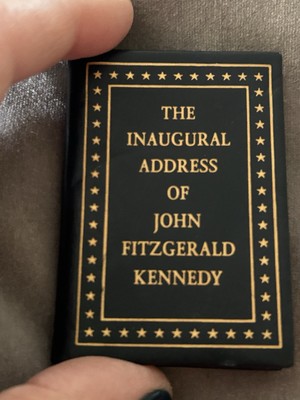 THE
INAUGURAL
ADDRESS
OF
JOHN
FITZGERALD
KENNEDY